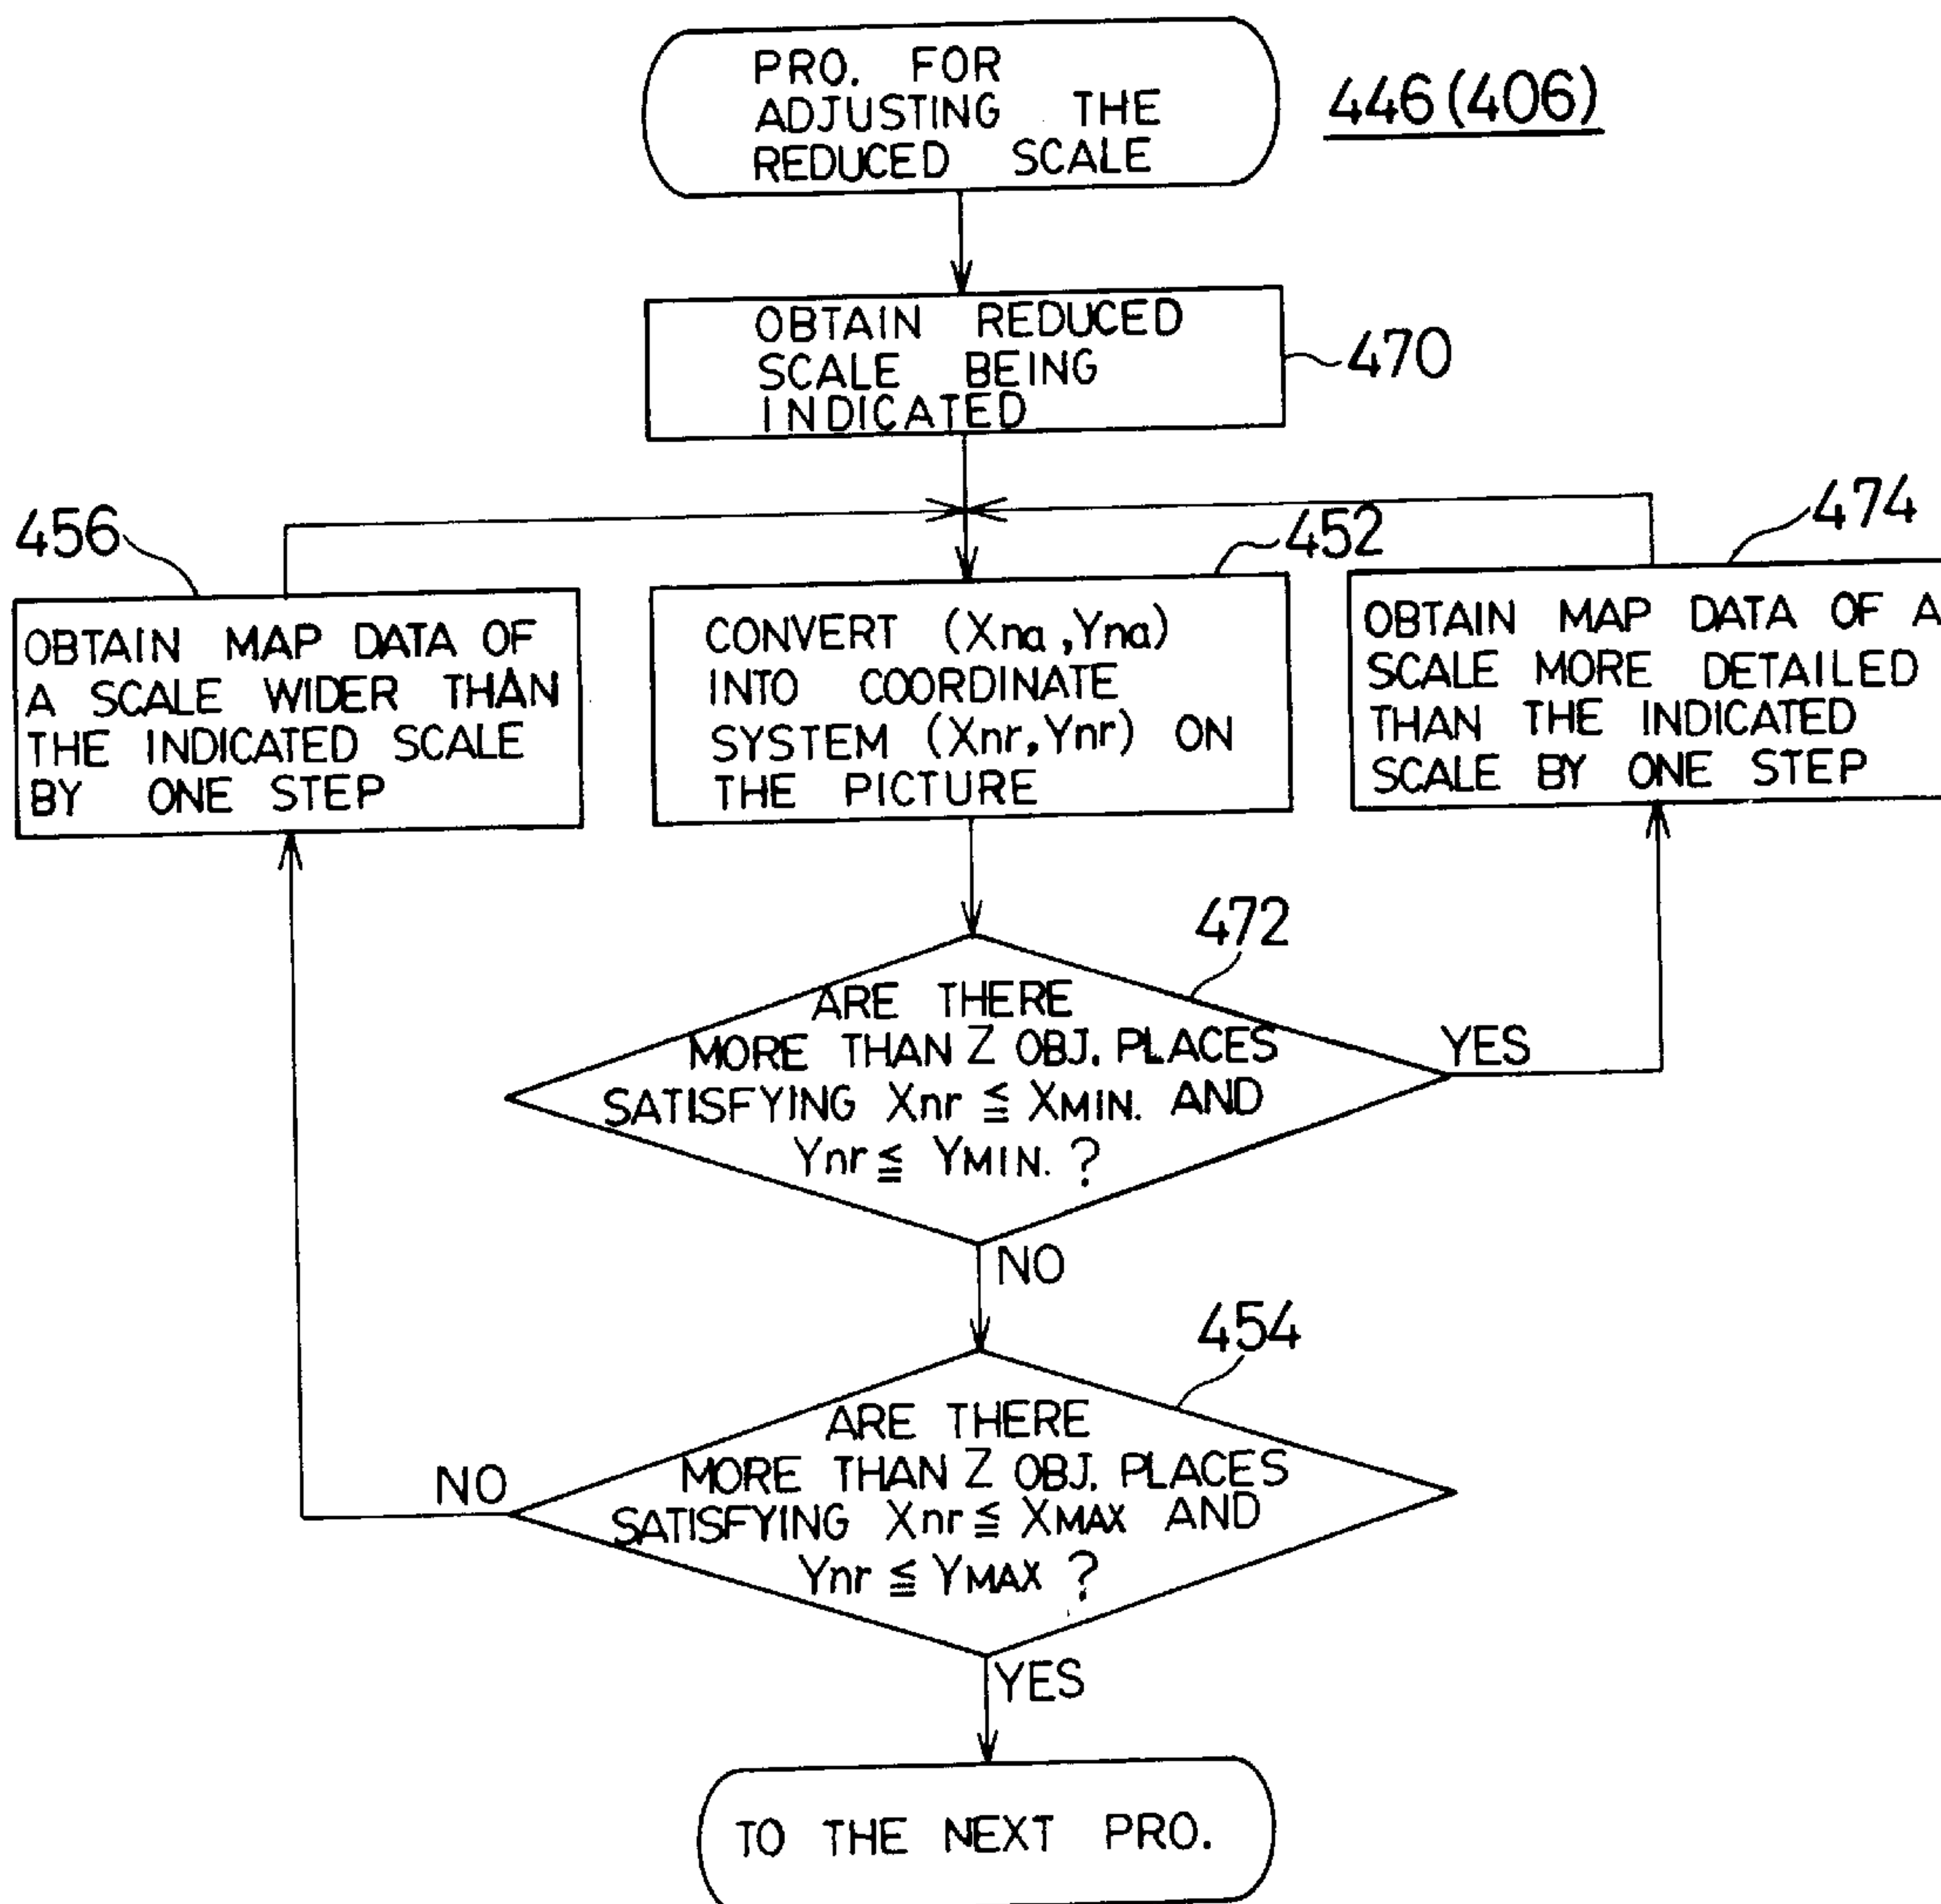 PRO. FOR
ADJUSTING THE
REDUCED SCALE
446(406)
OBTAIN REDUCED
SCALE BEING
INDICATED
470
456
452
474
OBTAIN MAP DATA OF
A SCALE WIDER THAN
THE INDICATED SCALE
BY ONE STEP
CONVERT (Xna,Yna)
INTO COORDINATE
SYSTEM (Xnr,Ynr) ON
THE PICTURE
OBTAIN MAP DATA OF A
SCALE MORE DETAILED
THAN THE INDICATED
SCALE BY ONE STEP
472
ARE THERE
MORE THAN Z OBJ. PLACES
SATISFYING Xnr ≦ XMIN. AND
Ynr ≦ YMIN. ?
YES
NO
454
ARE THERE
MORE THAN Z OBJ. PLACES
SATISFYING Xnr ≦ XMAX AND
Ynr ≦ YMAX ?
NO
YES
TO THE NEXT PRO.